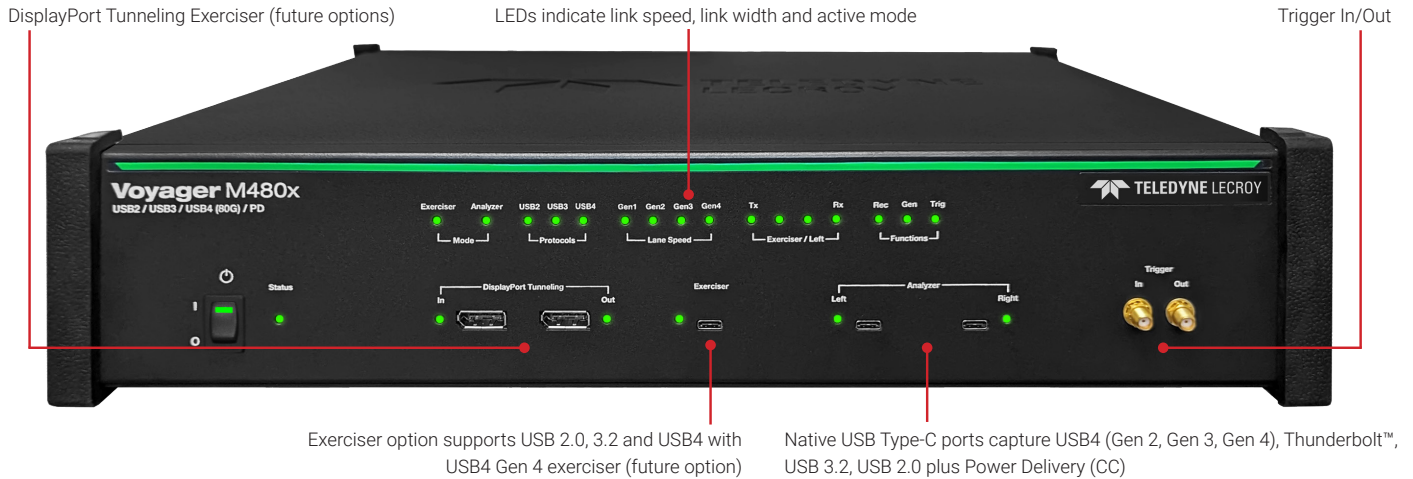 DisplayPort Tunneling Exerciser (future options)
LEDs indicate link speed, link width and active mode
Trigger In/Out
TELEDYNE
LECROY
Voyager M480x
USB2 / USB3 / USB4 (80G) / PD
TELEDYNE LECROY
Exerciser Analyzer USB2 USB3 USB4 Gen1 Gen2 Gen3 Gen4 Tx Rx Rec Gen Trig
Mode Protocols Lane Speed Exerciser / Left Functions
Status
DisplayPort Tunneling
In Out
Exerciser
Analyzer
Left Right
Trigger
In Out
I
O
Exerciser option supports USB 2.0, 3.2 and USB4 with
USB4 Gen 4 exerciser (future option)
Native USB Type-C ports capture USB4 (Gen 2, Gen 3, Gen 4), Thunderbolt™,
USB 3.2, USB 2.0 plus Power Delivery (CC)